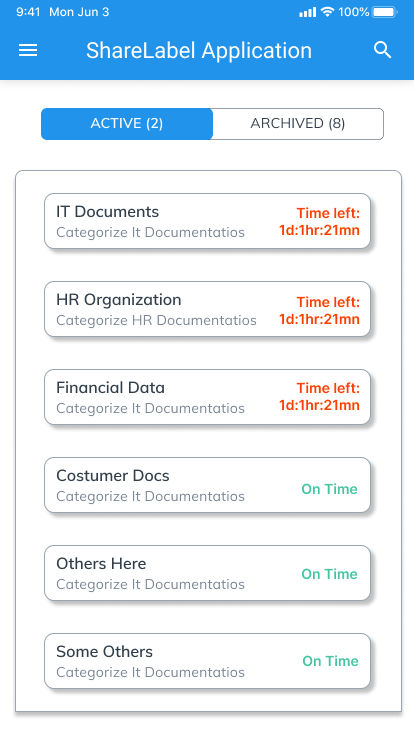 9:41 Mon Jun 3 100%
ShareLabel Application
ACTIVE (2) ARCHIVED (8)
IT Documents
Categorize It Documentatios
Time left:
1d:1hr:21mn
HR Organization
Categorize HR Documentatios
Time left:
1d:1hr:21mn
Financial Data
Categorize It Documentatios
Time left:
1d:1hr:21mn
Costumer Docs
Categorize It Documentatios
On Time
Others Here
Categorize It Documentatios
On Time
Some Others
Categorize It Documentatios
On Time